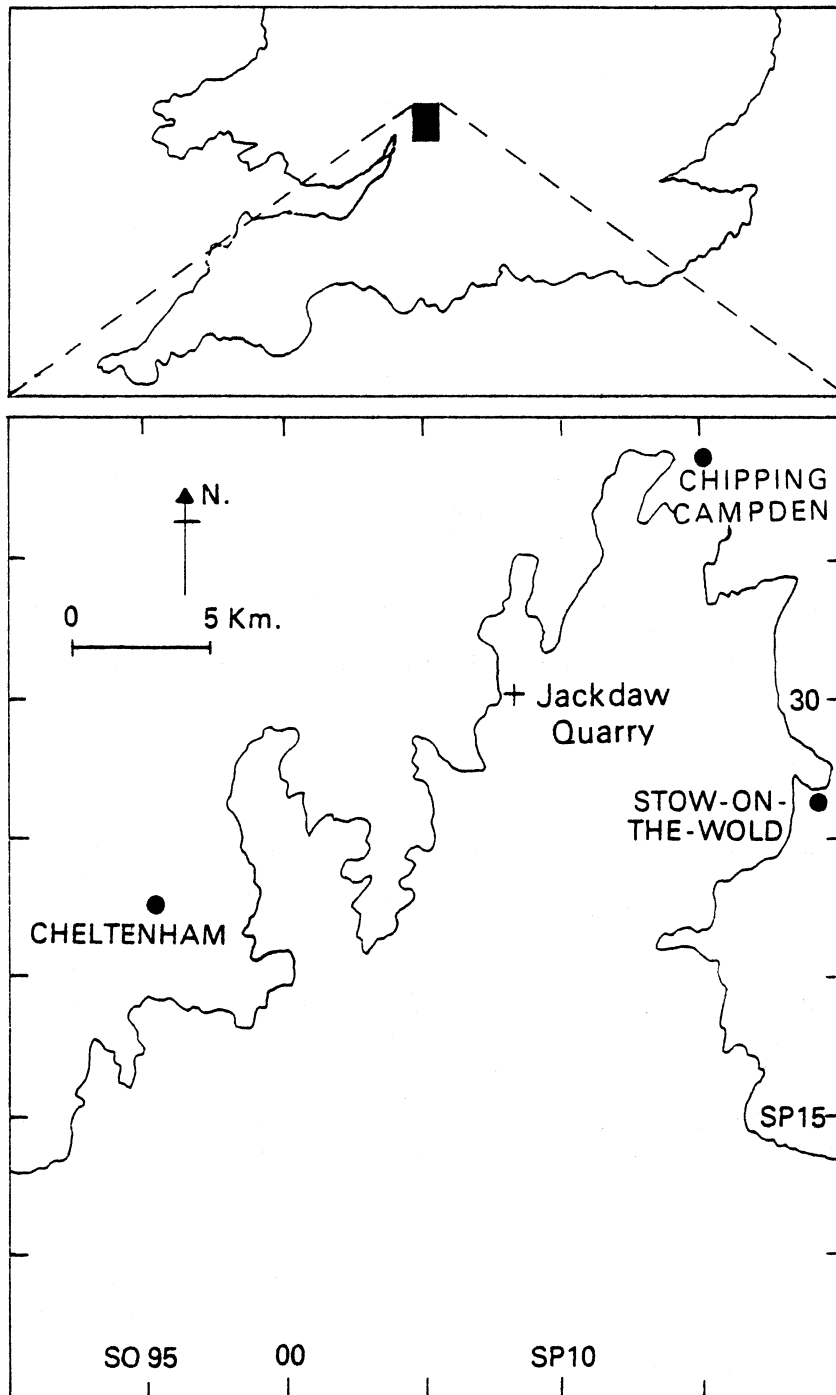 CHIPPING
CAMPDEN
N.
0 5 Km.
Jackdaw
Quarry
30
STOW-ON-
THE-WOLD
CHELTENHAM
SP15
SO 95 00 SP10